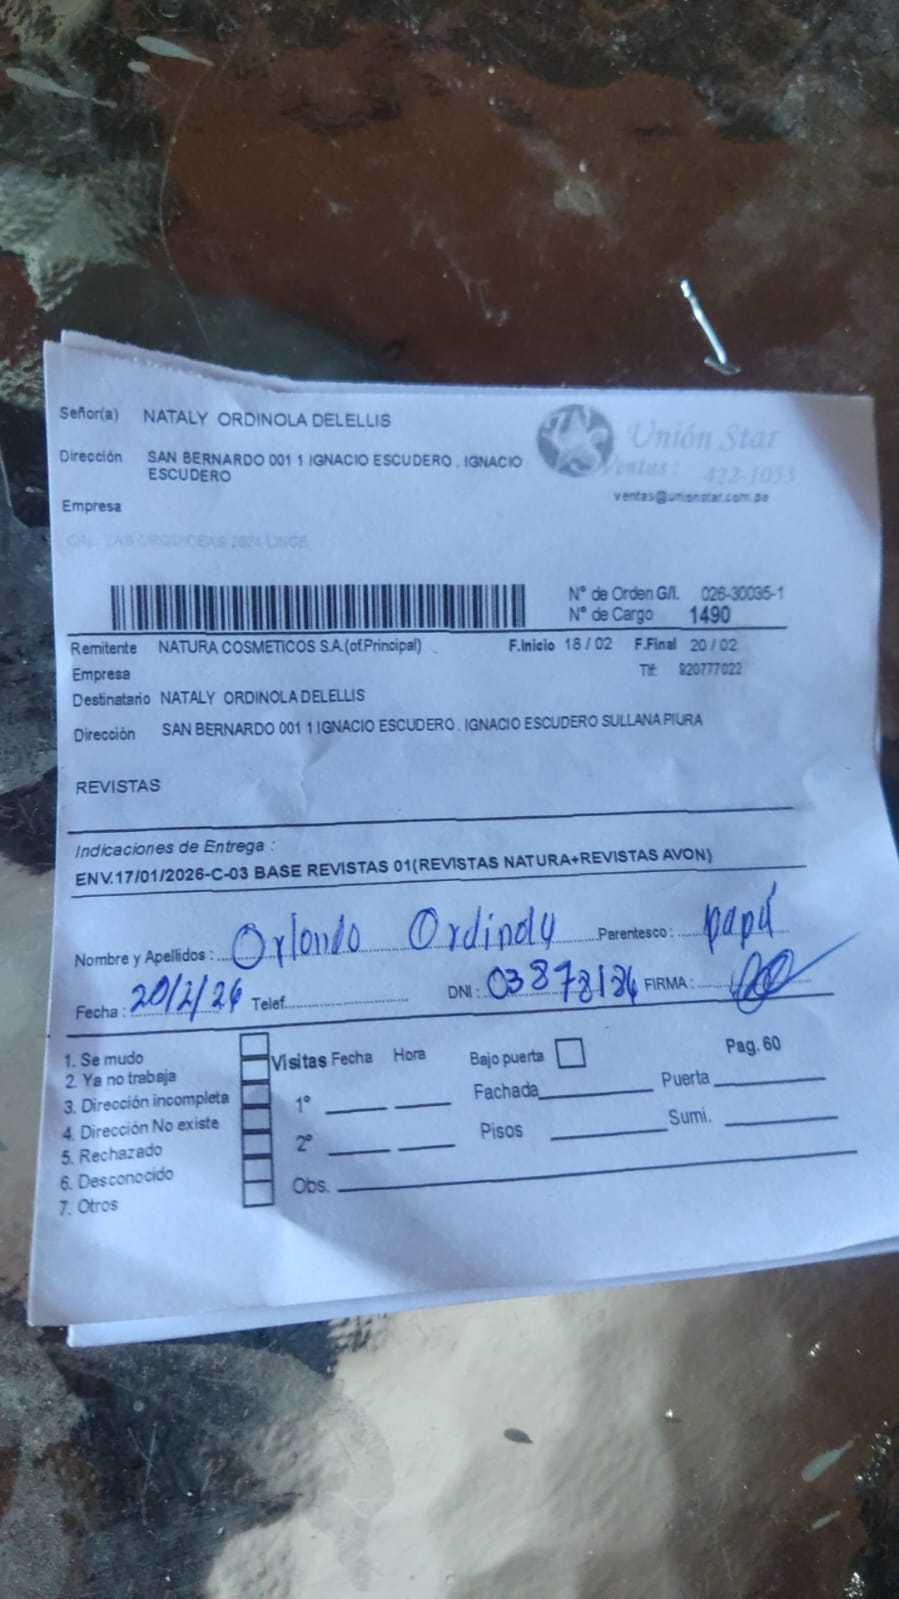 Señor(a) NATALY ORDINOLA DELELLIS
Unión Star
Dirección SAN BERNARDO 001 1 IGNACIO ESCUDERO . IGNACIO
ESCUDERO
Ventas: 422-1053
ventas@unionstar.com.pe
Empresa
N° de Orden G/I. 026-30035-1
N° de Cargo 1490
Remitente NATURA COSMETICOS S.A.(of.Principal) F.Inicio 18 / 02 F.Final 20 / 02
Empresa Tlf: 920777022
Destinatario NATALY ORDINOLA DELELLIS
Dirección SAN BERNARDO 001 1 IGNACIO ESCUDERO . IGNACIO ESCUDERO SULLANA PIURA
REVISTAS
Indicaciones de Entrega :
ENV.17/01/2026-C-03 BASE REVISTAS 01(REVISTAS NATURA+REVISTAS AVON)
Nombre y Apellidos : Orlando Ordinola Parentesco : papá
Fecha : 20/2/26 Telef. DNI : FIRMA :
1. Se mudo
2. Ya no trabaja
3. Dirección incompleta
4. Dirección No existe
5. Rechazado
6. Desconocido
7. Otros
Visitas Fecha Hora Bajo puerta Pag. 60
1° Fachada Puerta
2° Pisos Sumi.
Obs.